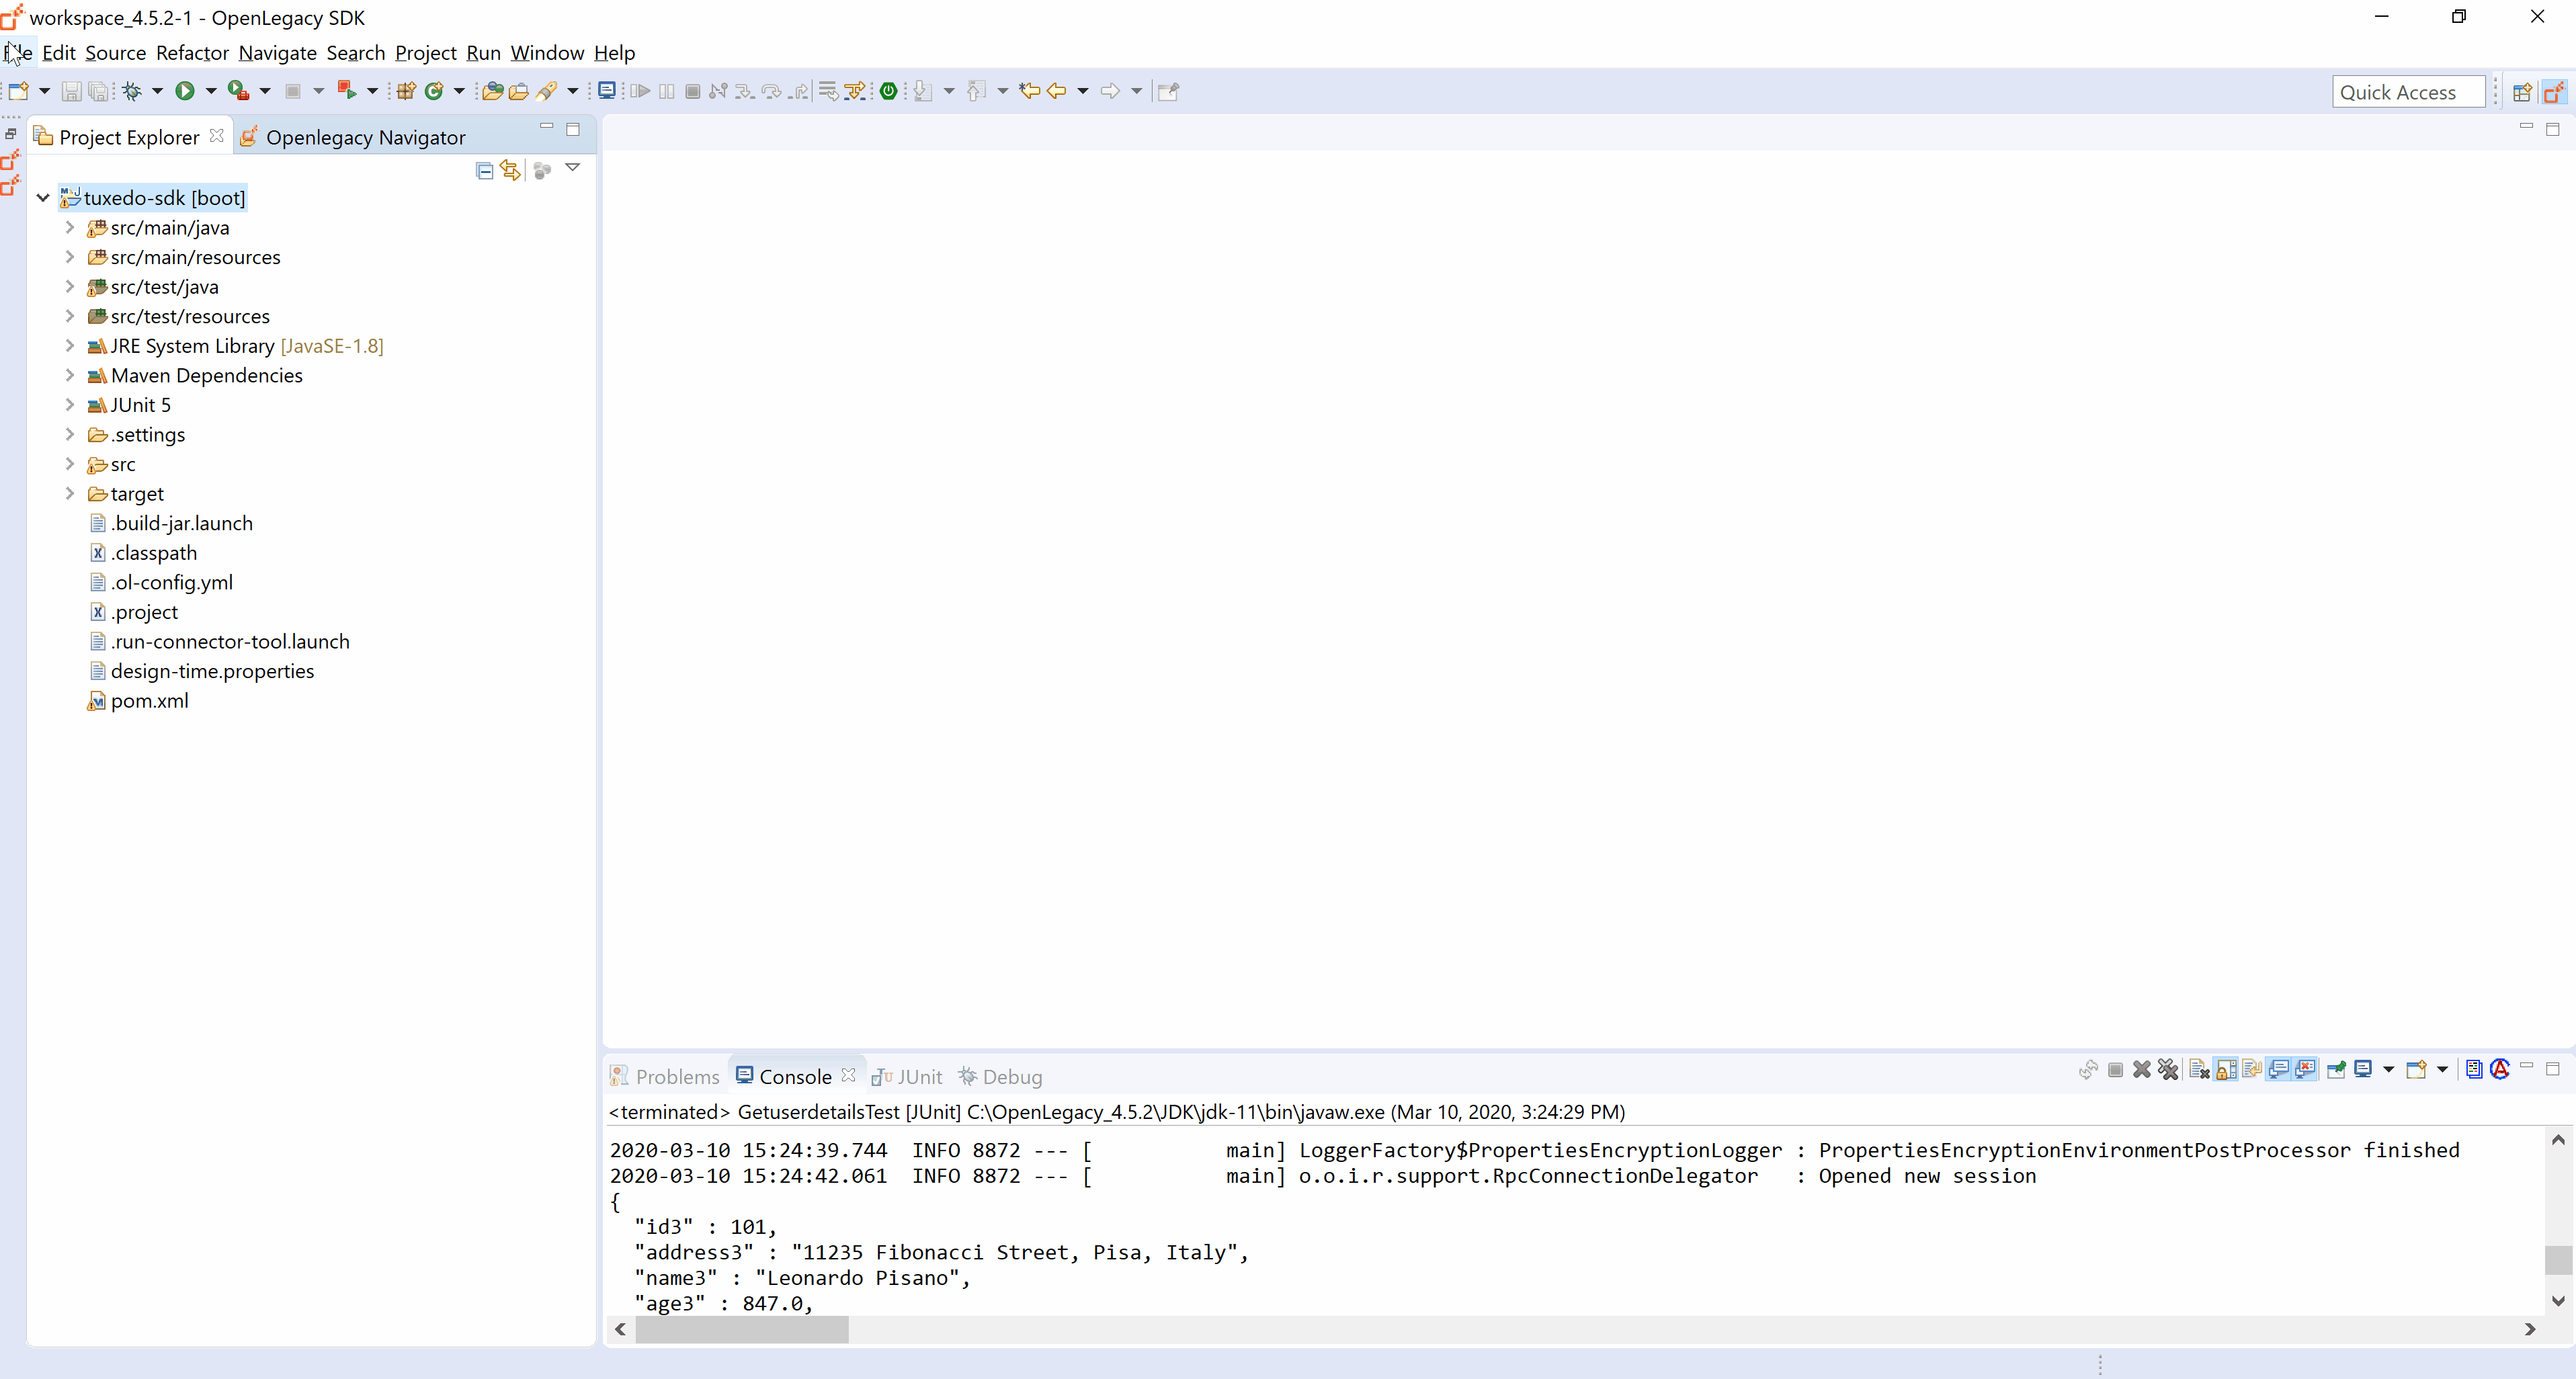 workspace_4.5.2-1 - OpenLegacy SDK
File Edit Source Refactor Navigate Search Project Run Window Help
Quick Access
Project Explorer Openlegacy Navigator
tuxedo-sdk [boot]
src/main/java
src/main/resources
src/test/java
src/test/resources
JRE System Library [JavaSE-1.8]
Maven Dependencies
JUnit 5
.settings
src
target
.build-jar.launch
.classpath
.ol-config.yml
.project
.run-connector-tool.launch
design-time.properties
pom.xml
Problems Console JUnit Debug
<terminated> GetuserdetailsTest [JUnit] C:\OpenLegacy_4.5.2\JDK\jdk-11\bin\javaw.exe (Mar 10, 2020, 3:24:29 PM)
2020-03-10 15:24:39.744  INFO 8872 --- [           main] LoggerFactory$PropertiesEncryptionLogger : PropertiesEncryptionEnvironmentPostProcessor finished
2020-03-10 15:24:42.061  INFO 8872 --- [           main] o.o.i.r.support.RpcConnectionDelegator   : Opened new session
{
  "id3" : 101,
  "address3" : "11235 Fibonacci Street, Pisa, Italy",
  "name3" : "Leonardo Pisano",
  "age3" : 847.0,